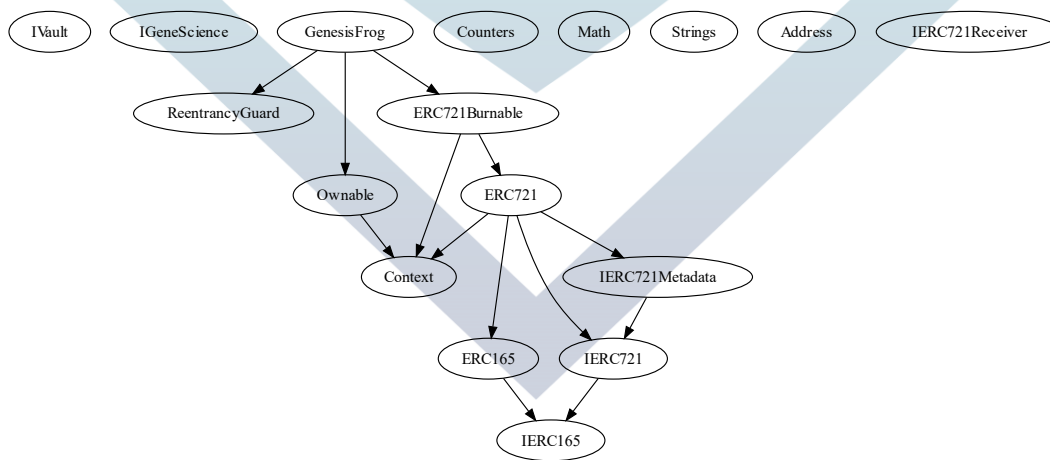 IVault
IGeneScience
GenesisFrog
Counters
Math
Strings
Address
IERC721Receiver
ReentrancyGuard
ERC721Burnable
Ownable
ERC721
Context
IERC721Metadata
ERC165
IERC721
IERC165